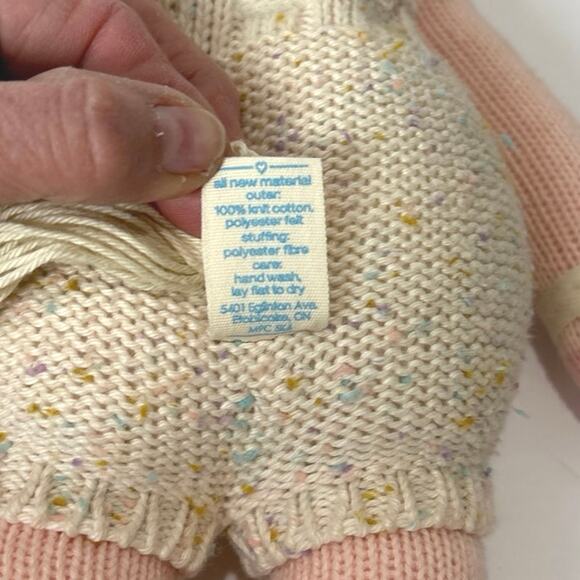 all new material
outer:
100% knit cotton,
polyester felt
stuffing:
polyester fibre
care:
hand wash,
lay flat to dry
5401 Eglinton Ave.
Etobicoke, ON